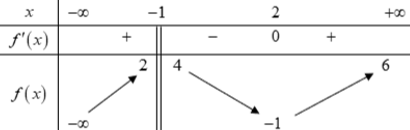 x −∞ −1 2 +∞
f'(x) + − 0 + 
2 4 6
f(x)
−∞ −1